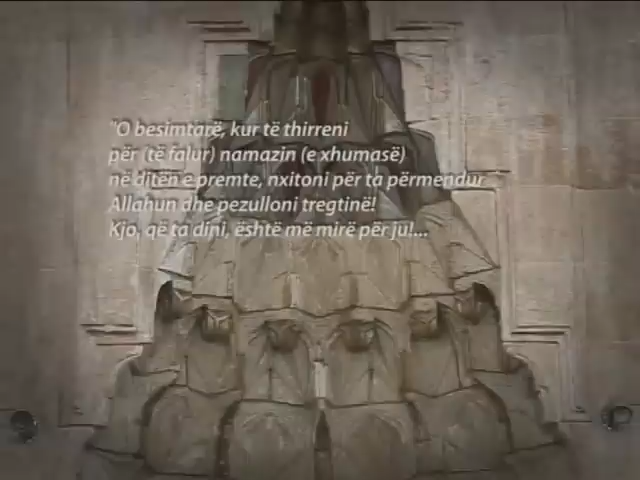 "O besimtarë, kur të thirreni
për (të falur) namazin (e xhumasë)
në ditën e premte, nxitoni për ta përmendur
Allahun dhe pezulloni tregtinë!
Kjo, që ta dini, është më mirë për ju!...